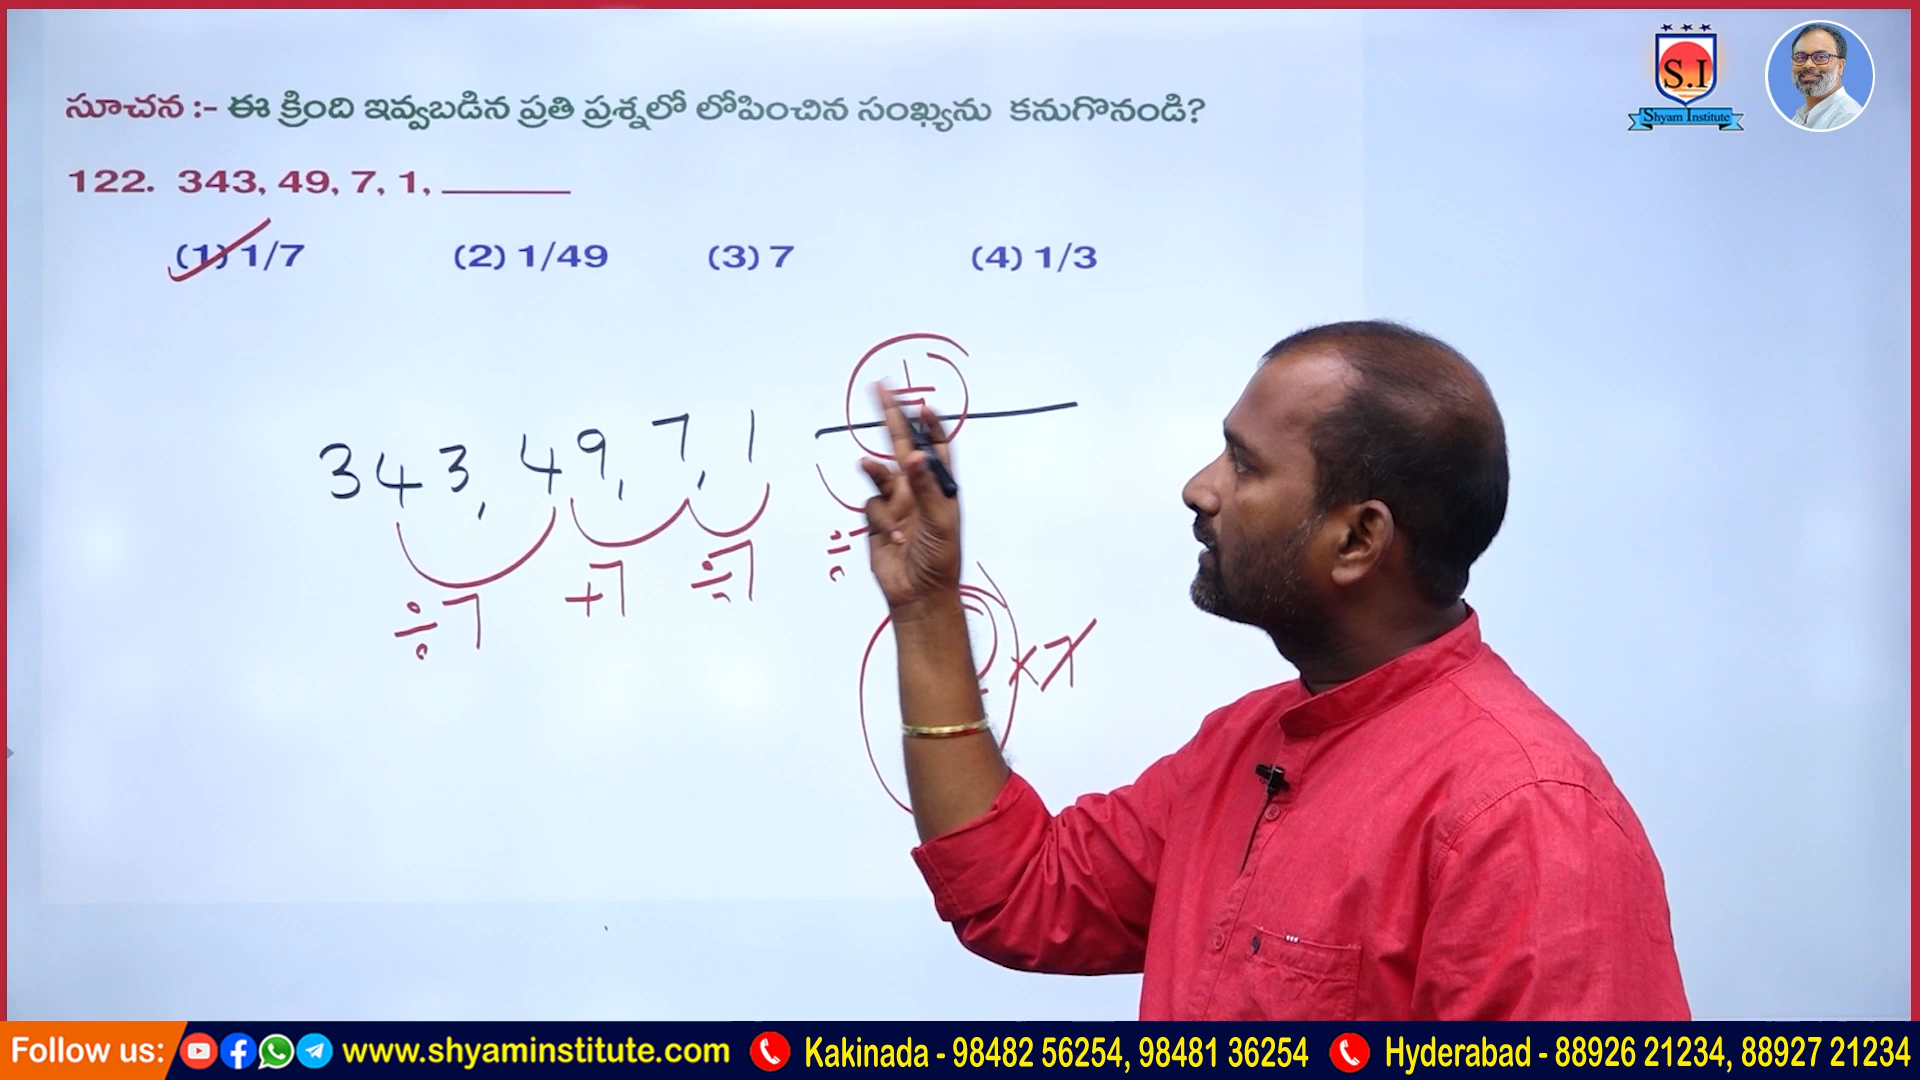 S.I
Shyam Institute
సూచన :- ఈ క్రింది ఇవ్వబడిన ప్రతి ప్రశ్నలో లోపించిన సంఖ్యను కనుగొనండి?
122. 343, 49, 7, 1, ______
(1) 1/7 (2) 1/49 (3) 7 (4) 1/3
343, 49, 7, 1
÷7 +7 ÷7 ÷
×7
Follow us: www.shyaminstitute.com Kakinada - 98482 56254, 98481 36254 Hyderabad - 88926 21234, 88927 21234